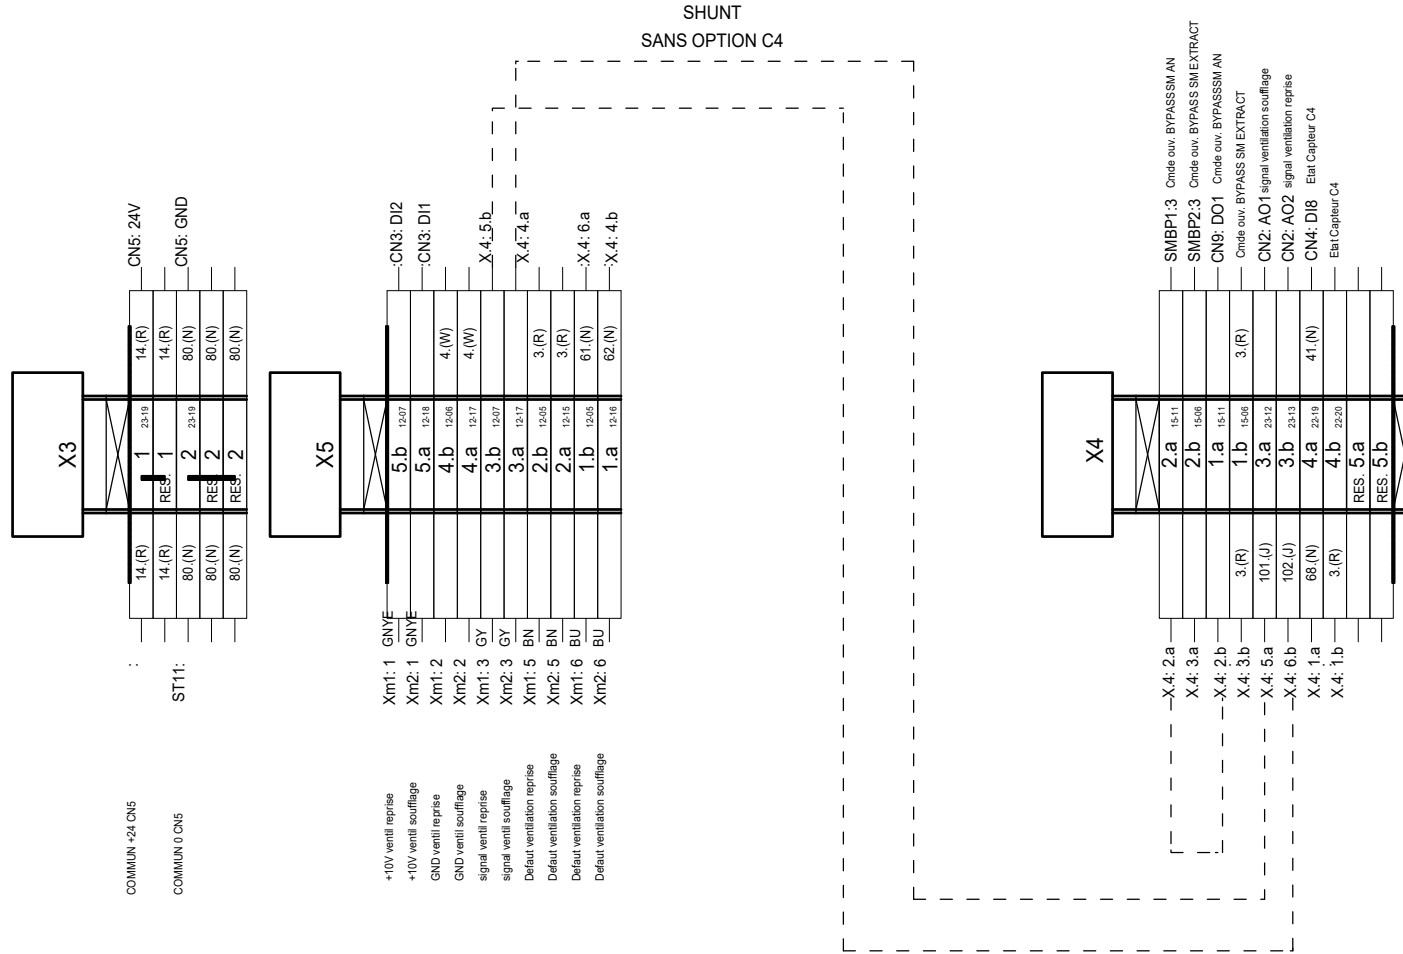 SHUNT
SANS OPTION C4
X3
CN5: 24V
CN5: GND
14.(R)
14.(R)
80.(N)
80.(N)
80.(N)
23-19
23-19
1
RES. 1
2
RES. 2
RES. 2
14.(R)
14.(R)
80.(N)
80.(N)
80.(N)
:
ST11:
COMMUN +24 CN5
COMMUN 0 CN5
X5
:CN3: DI2
:CN3: DI1
X.4: 5.b
X.4: 4.a
:X.4: 6.a
:X.4: 4.b
4.(W)
4.(W)
3.(R)
3.(R)
61.(N)
62.(N)
5.b 12-07
5.a 12-18
4.b 12-06
4.a 12-17
3.b 12-07
3.a 12-17
2.b 12-05
2.a 12-15
1.b 12-05
1.a 12-16
Xm1: 1 GNYE
Xm2: 1 GNYE
Xm1: 2
Xm2: 2
Xm1: 3 GY
Xm2: 3 GY
Xm1: 5 BN
Xm2: 5 BN
Xm1: 6 BU
Xm2: 6 BU
+10V ventil reprise
+10V ventil soufflage
GND ventil reprise
GND ventil soufflage
signal ventil reprise
signal ventil soufflage
Defaut ventilation reprise
Defaut ventilation soufflage
Defaut ventilation reprise
Defaut ventilation soufflage
X4
SMBP1:3 Cmde ouv. BYPASSSM AN
SMBP2:3 Cmde ouv. BYPASS SM EXTRACT
CN9: DO1 Cmde ouv. BYPASSSM AN
Cmde ouv. BYPASS SM EXTRACT
CN2: AO1 signal ventilation soufflage
CN2: AO2 signal ventilation reprise
CN4: DI8 Etat Capteur C4
Etat Capteur C4
3.(R)
41.(N)
2.a 15-11
2.b 15-06
1.a 15-11
1.b 15-06
3.a 23-12
3.b 23-13
4.a 22-19
4.b 22-20
RES. 5.a
RES. 5.b
3.(R)
101.(J)
102.(J)
68.(N)
3.(R)
X.4: 2.a
X.4: 3.a
X.4: 2.b
X.4: 3.b
X.4: 5.a
X.4: 6.b
X.4: 1.a
X.4: 1.b